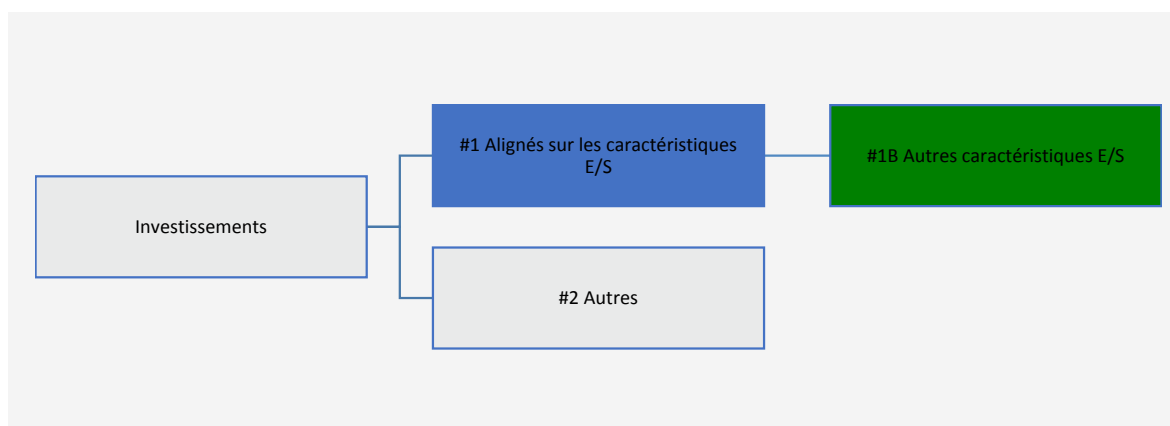 #1 Alignés sur les caractéristiques
E/S
#1B Autres caractéristiques E/S
Investissements
#2 Autres